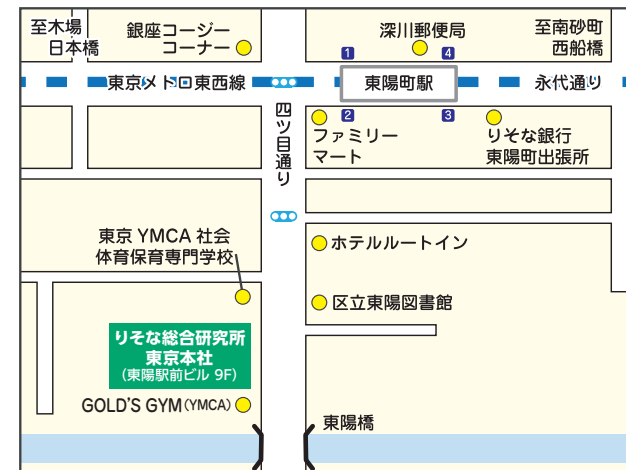 至木場
日本橋
銀座コージー
コーナー
深川郵便局
至南砂町
西船橋
1
4
東京メトロ東西線
東陽町駅
永代通り
2
3
四ツ目通り
ファミリー
マート
りそな銀行
東陽町出張所
東京 YMCA 社会
体育保育専門学校
ホテルルートイン
区立東陽図書館
りそな総合研究所
東京本社
(東陽駅前ビル 9F)
GOLD'S GYM (YMCA)
東陽橋